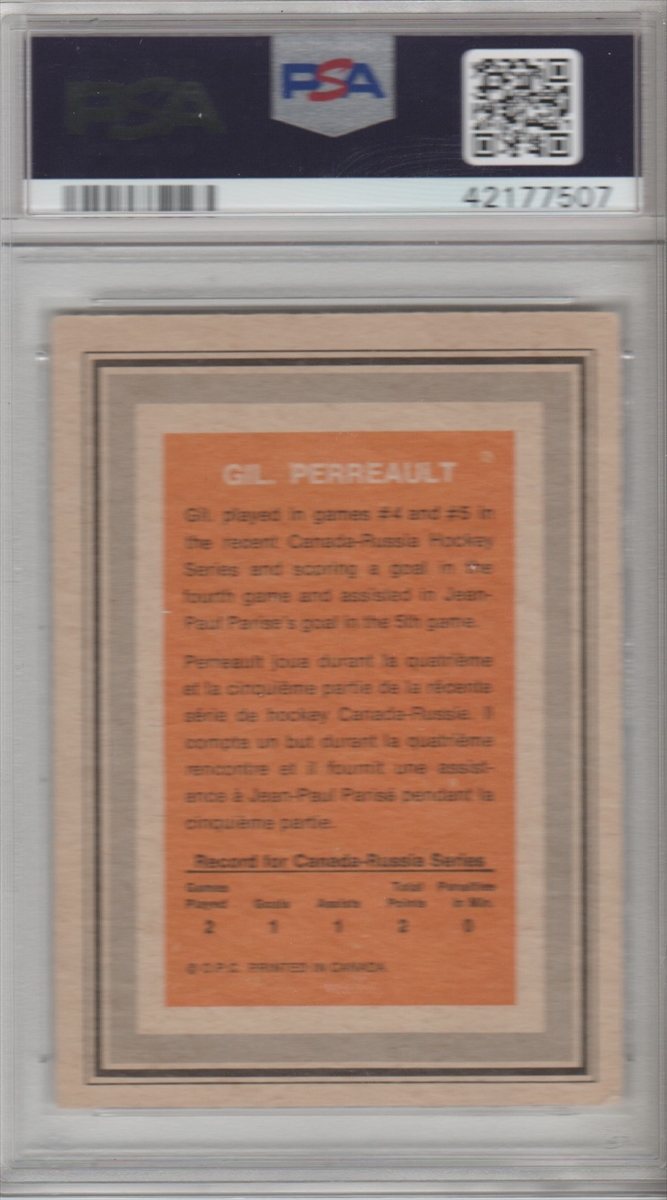 PSA
PSA
42177507
GIL. PERREAULT
Gil. played in games #4 and #5 in
the recent Canada-Russia Hockey
Series and scoring a goal in the
fourth game and assisted in Jean-
Paul Parise's goal in the 5th game.
Perreault joua durant la quatrième
et la cinquième partie de la récente
série de hockey Canada-Russie. Il
compta un but durant la quatrième
rencontre et il fournit une assist-
ance à Jean-Paul Parisé pendant la
cinquième partie.
Record for Canada-Russia Series
Games Total Penalties
Played Goals Assists Points in Min.
2 1 1 2 0
© O.P.C. PRINTED IN CANADA